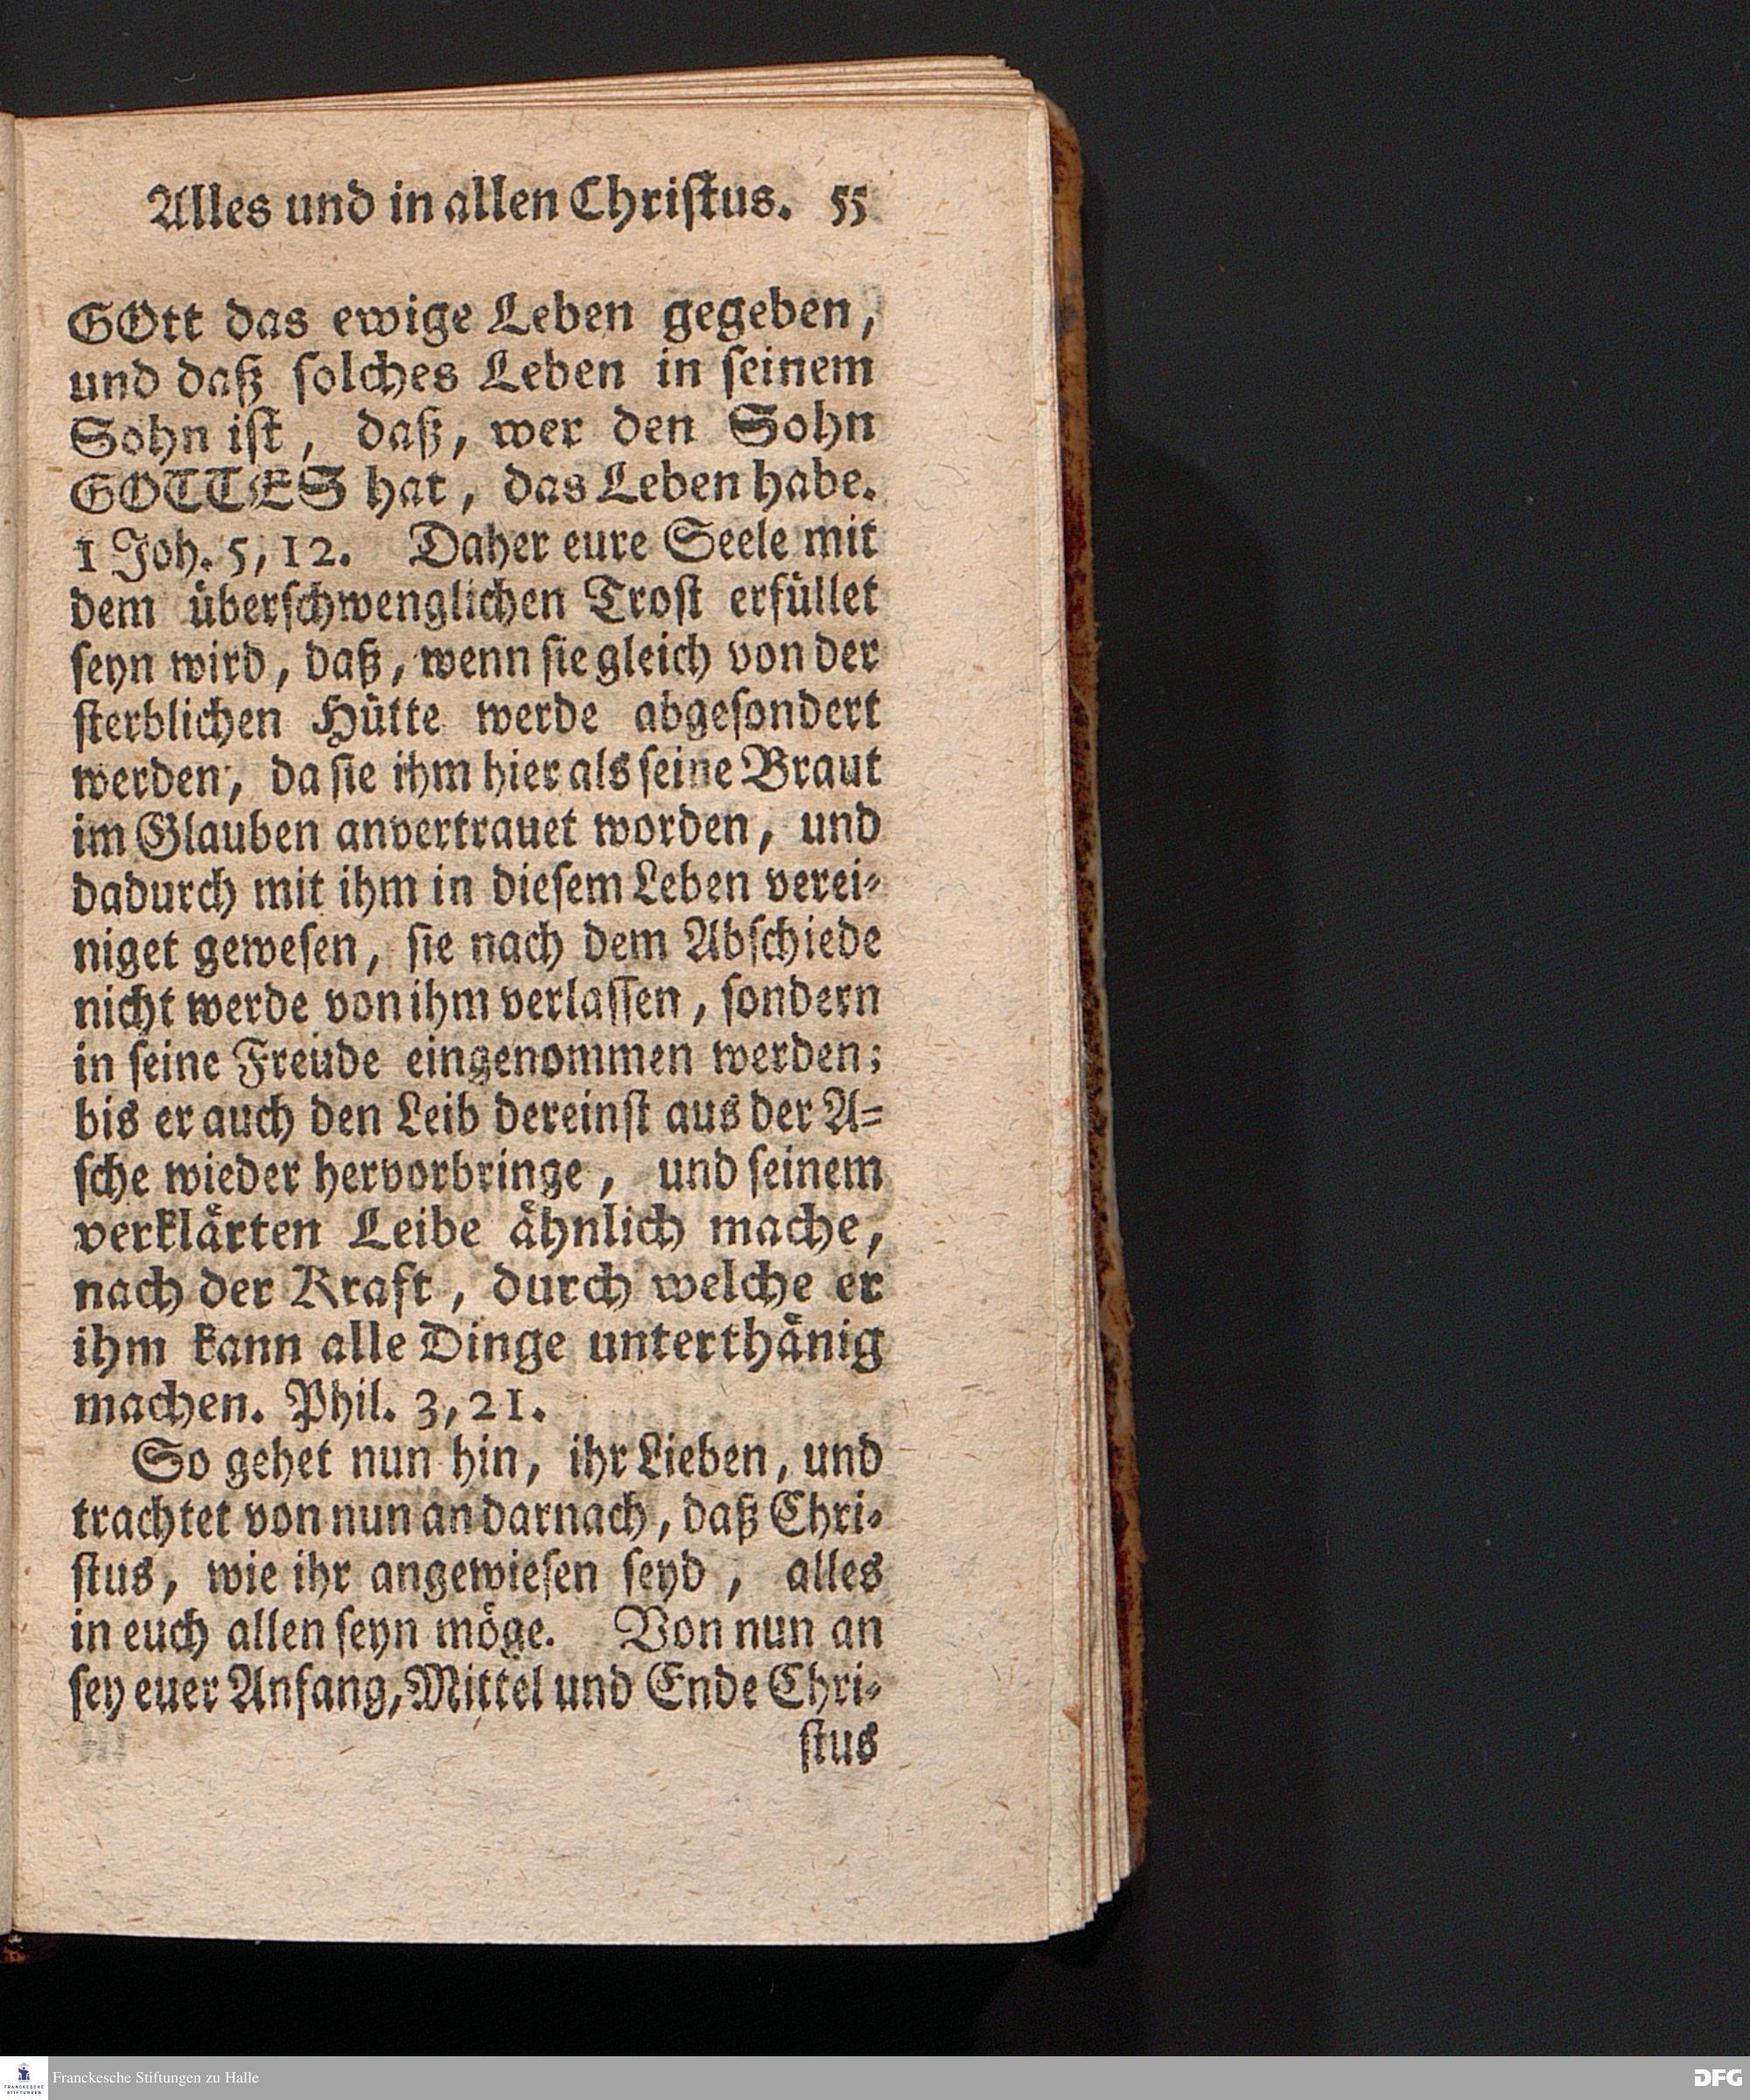 Alles und in allen Chriſtus. 55
GOtt das ewige Leben gegeben,
und daß ſolches Leben in ſeinem
Sohn iſt, daß, wer den Sohn
GOTTES hat, das Leben habe.
1 Joh. 5, 12. Daher eure Seele mit
dem überſchwenglichen Troſt erfüllet
ſeyn wird, daß, wenn ſie gleich von der
ſterblichen Hütte werde abgeſondert
werden, da ſie ihm hier als ſeine Braut
im Glauben anvertrauet worden, und
dadurch mit ihm in dieſem Leben verei-
niget geweſen, ſie nach dem Abſchiede
nicht werde von ihm verlaſſen, ſondern
in ſeine Freude eingenommen werden;
bis er auch den Leib dereinſt aus der A-
ſche wieder hervorbringe, und ſeinem
verklärten Leibe ähnlich mache,
nach der Kraft, durch welche er
ihm kann alle Dinge unterthänig
machen. Phil. 3, 21.
So gehet nun hin, ihr Lieben, und
trachtet von nun an darnach, daß Chri-
ſtus, wie ihr angewieſen ſeyd, alles
in euch allen ſeyn möge. Von nun an
ſey euer Anfang, Mittel und Ende Chri-
ſtus
FRANCKESCHE
STIFTUNGEN
Franckesche Stiftungen zu Halle
DFG